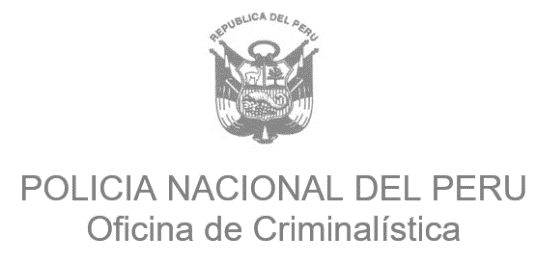 REPUBLICA DEL PERU
POLICIA NACIONAL DEL PERU
Oficina de Criminalística